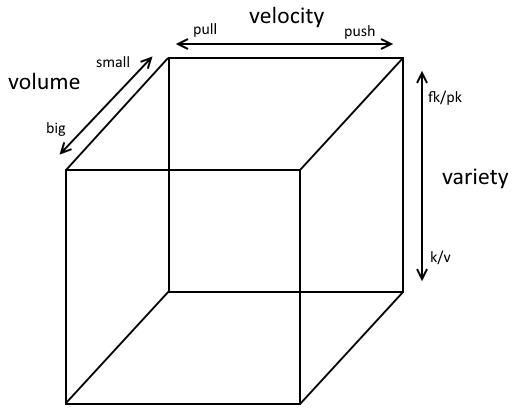 velocity
pull
push
small
volume
big
fk/pk
variety
k/v